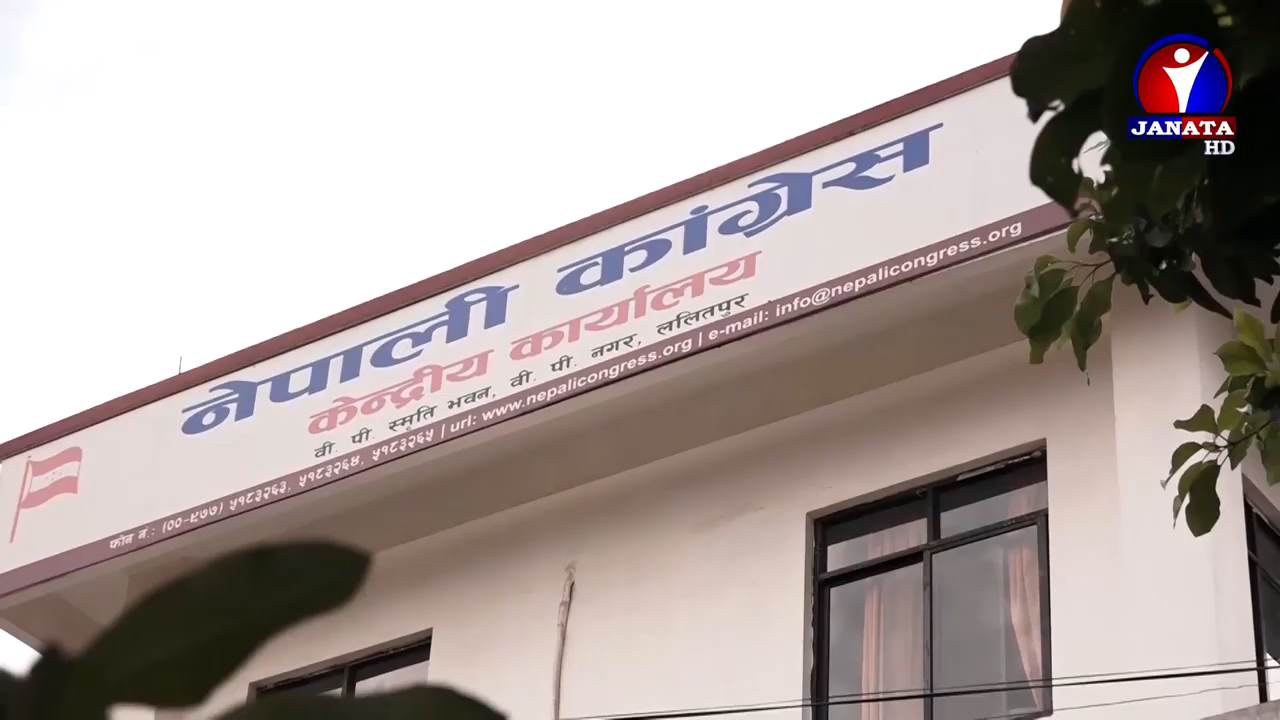 नेपाली कांग्रेस
केन्द्रीय कार्यालय
वी. पी. स्मृति भवन, वी. पी. नगर, ललितपुर
फोन नं.: (००-९७७) ५१८३२६३, ५१८३२६४, ५१८३२६५ | url: www.nepalicongress.org | e-mail: info@nepalicongress.org
JANATA
HD